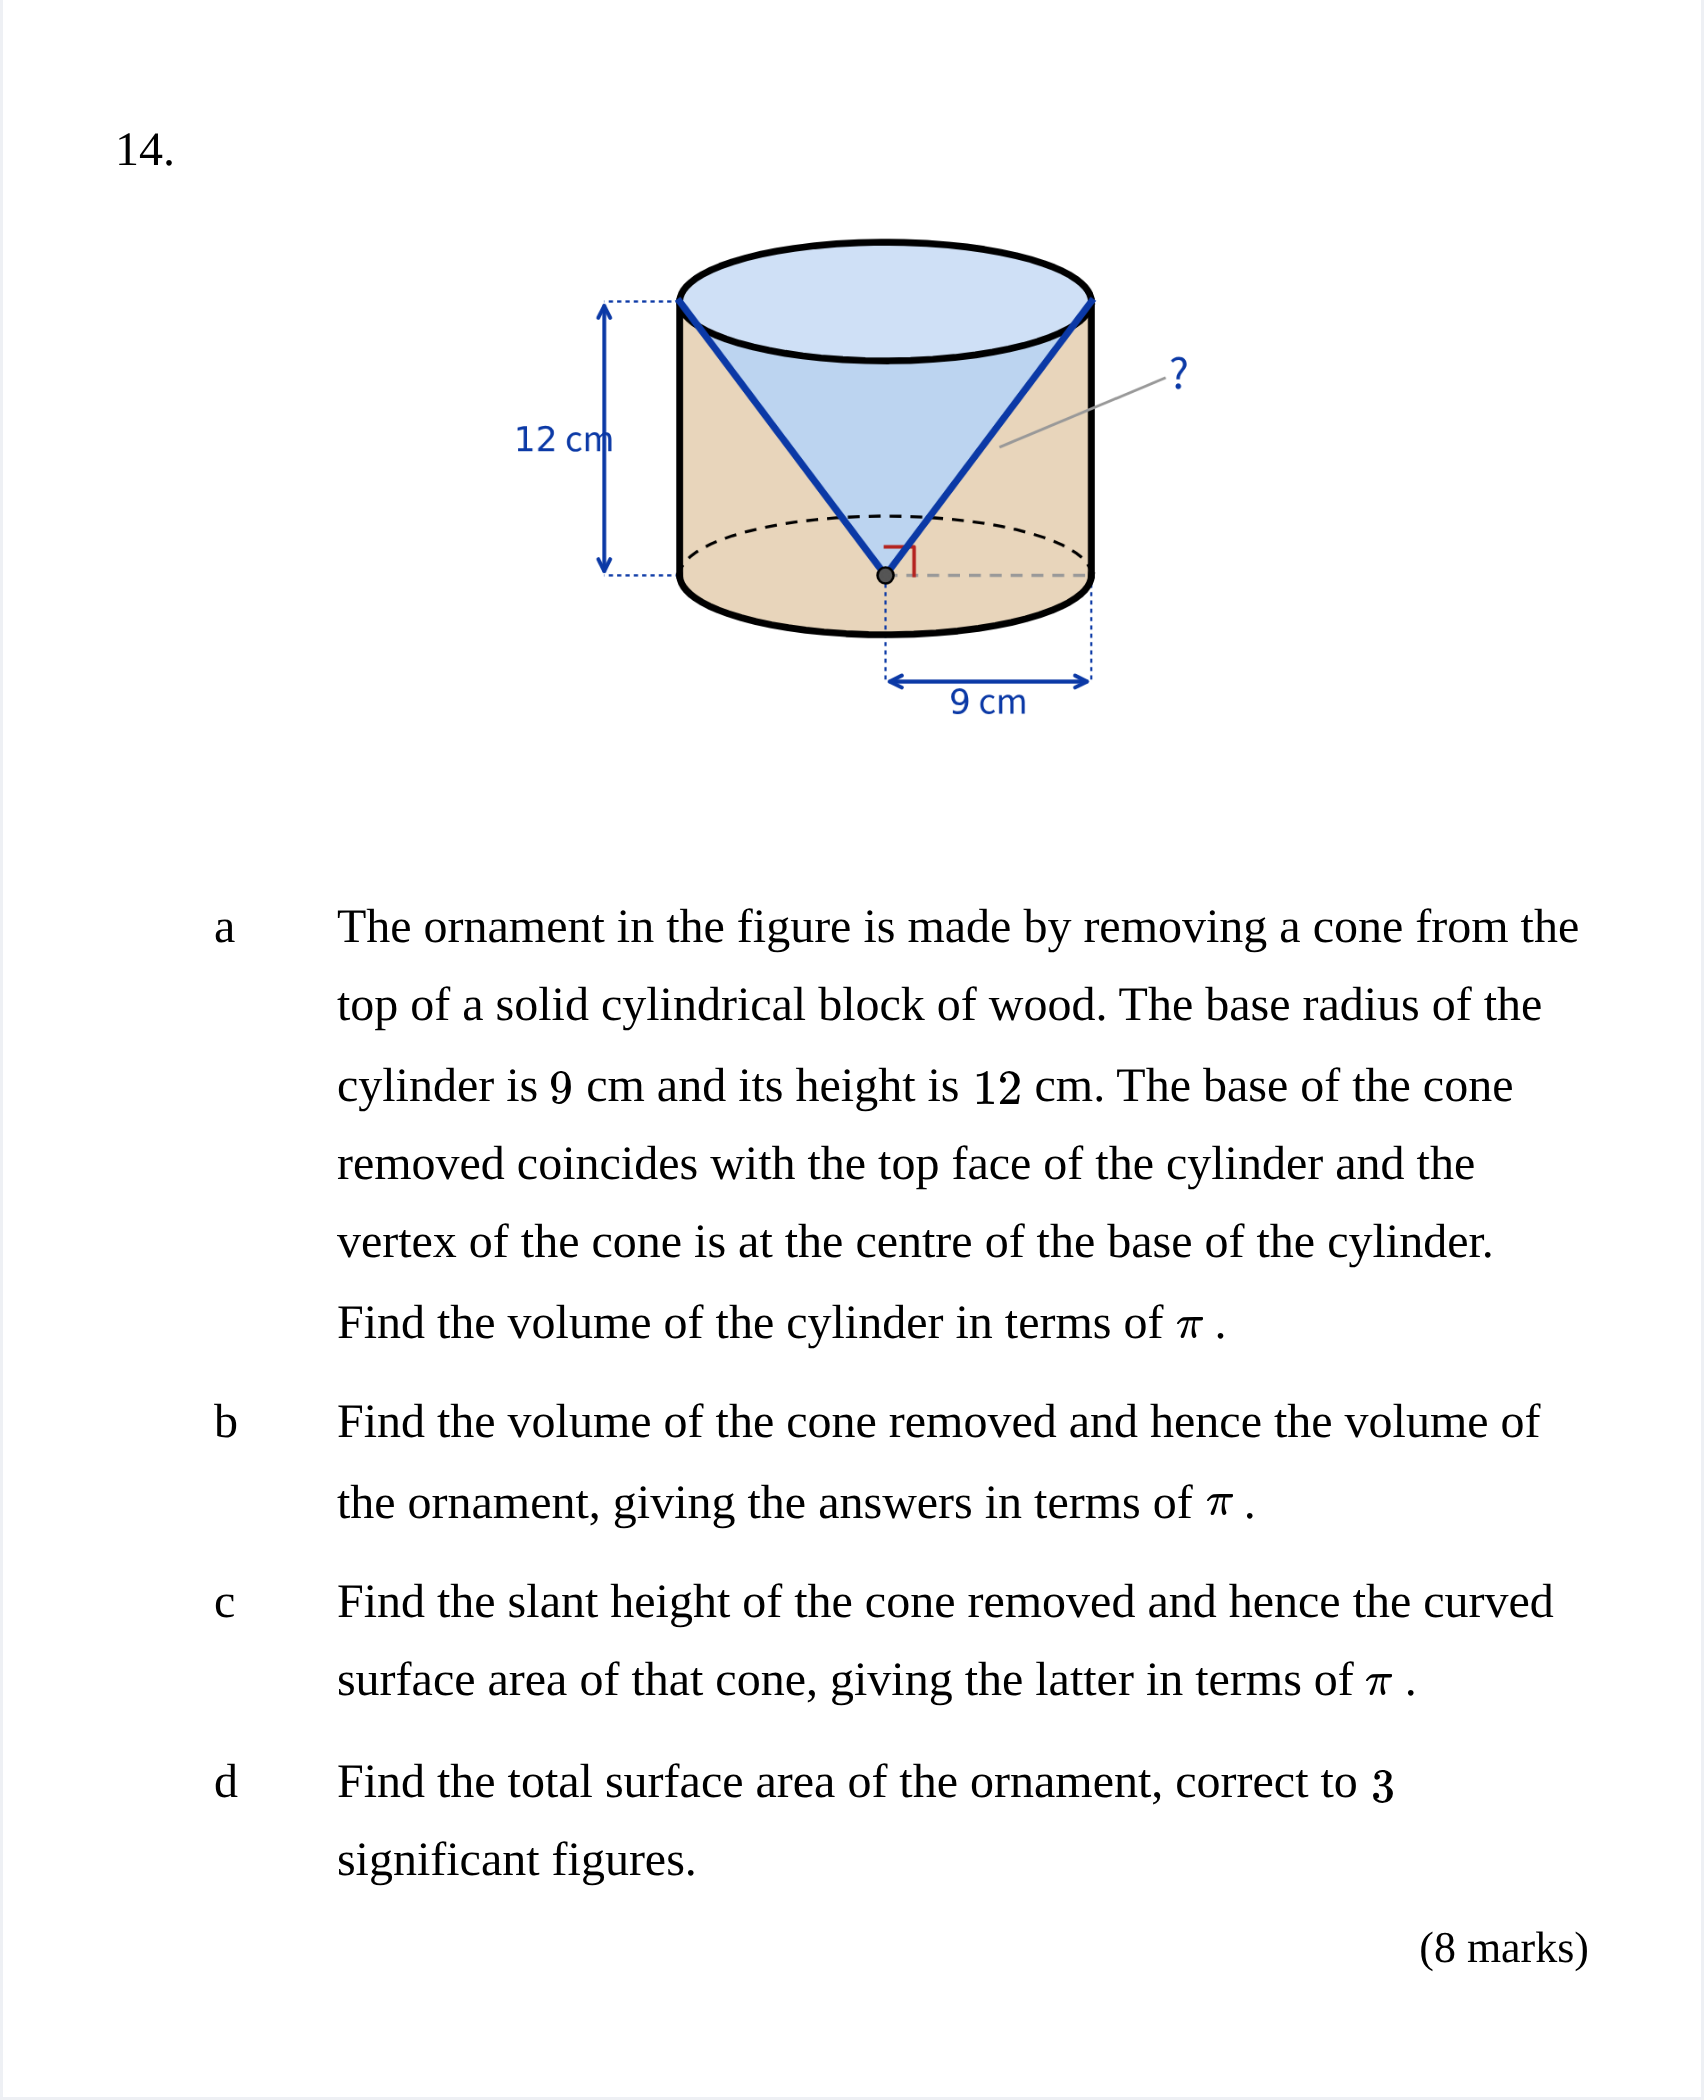 14.
?
12 cm
9 cm
a The ornament in the figure is made by removing a cone from the
top of a solid cylindrical block of wood. The base radius of the
cylinder is 9 cm and its height is 12 cm. The base of the cone
removed coincides with the top face of the cylinder and the
vertex of the cone is at the centre of the base of the cylinder.
Find the volume of the cylinder in terms of π .
b Find the volume of the cone removed and hence the volume of
the ornament, giving the answers in terms of π .
c Find the slant height of the cone removed and hence the curved
surface area of that cone, giving the latter in terms of π .
d Find the total surface area of the ornament, correct to 3
significant figures.
(8 marks)